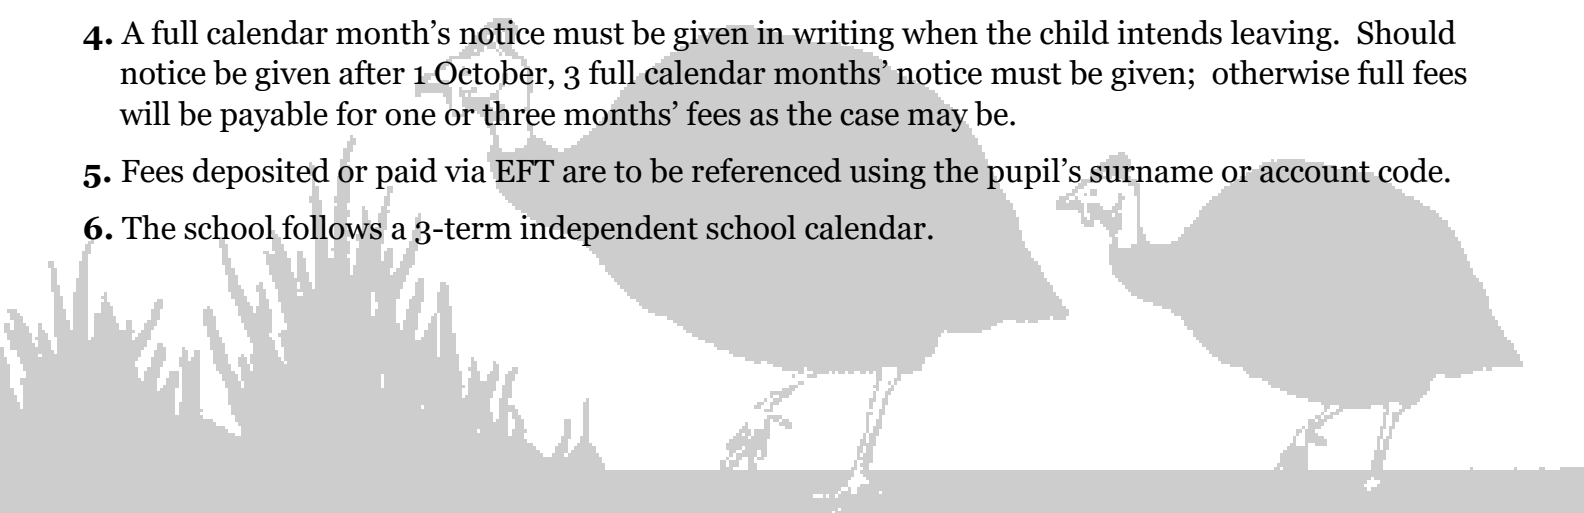 4. A full calendar month’s notice must be given in writing when the child intends leaving.  Should
notice be given after 1 October, 3 full calendar months’ notice must be given;  otherwise full fees
will be payable for one or three months’ fees as the case may be.
5. Fees deposited or paid via EFT are to be referenced using the pupil’s surname or account code.
6. The school follows a 3-term independent school calendar.